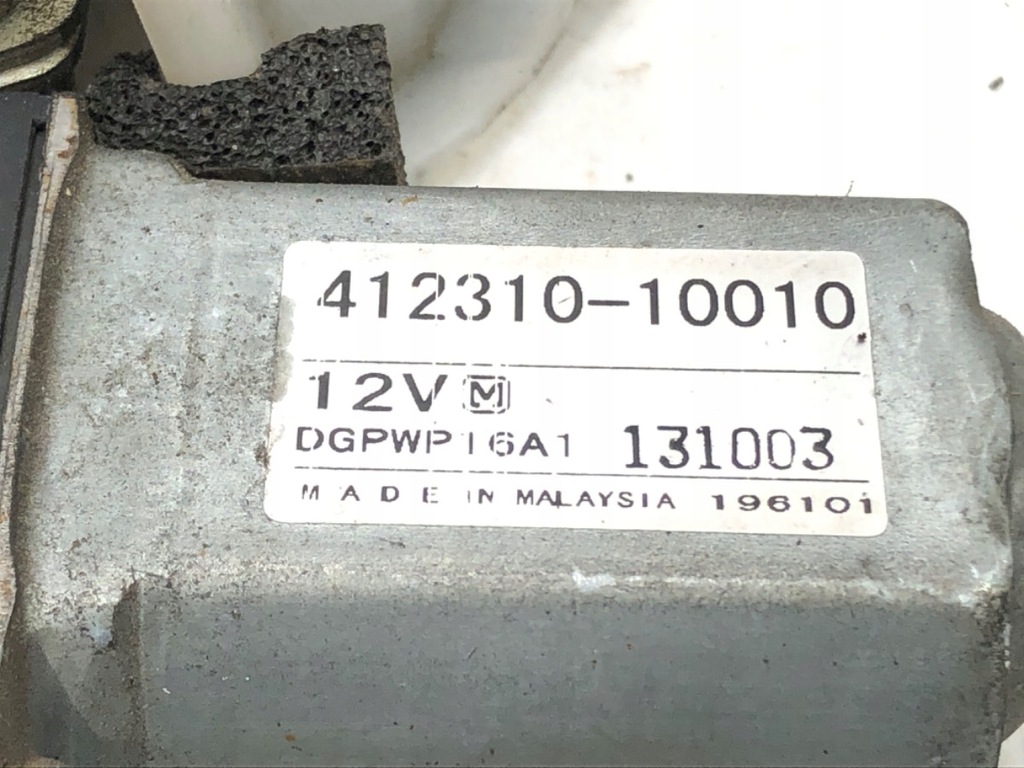 412310-10010
12V M
DGPWP16A1 131003
MADE IN MALAYSIA 196101